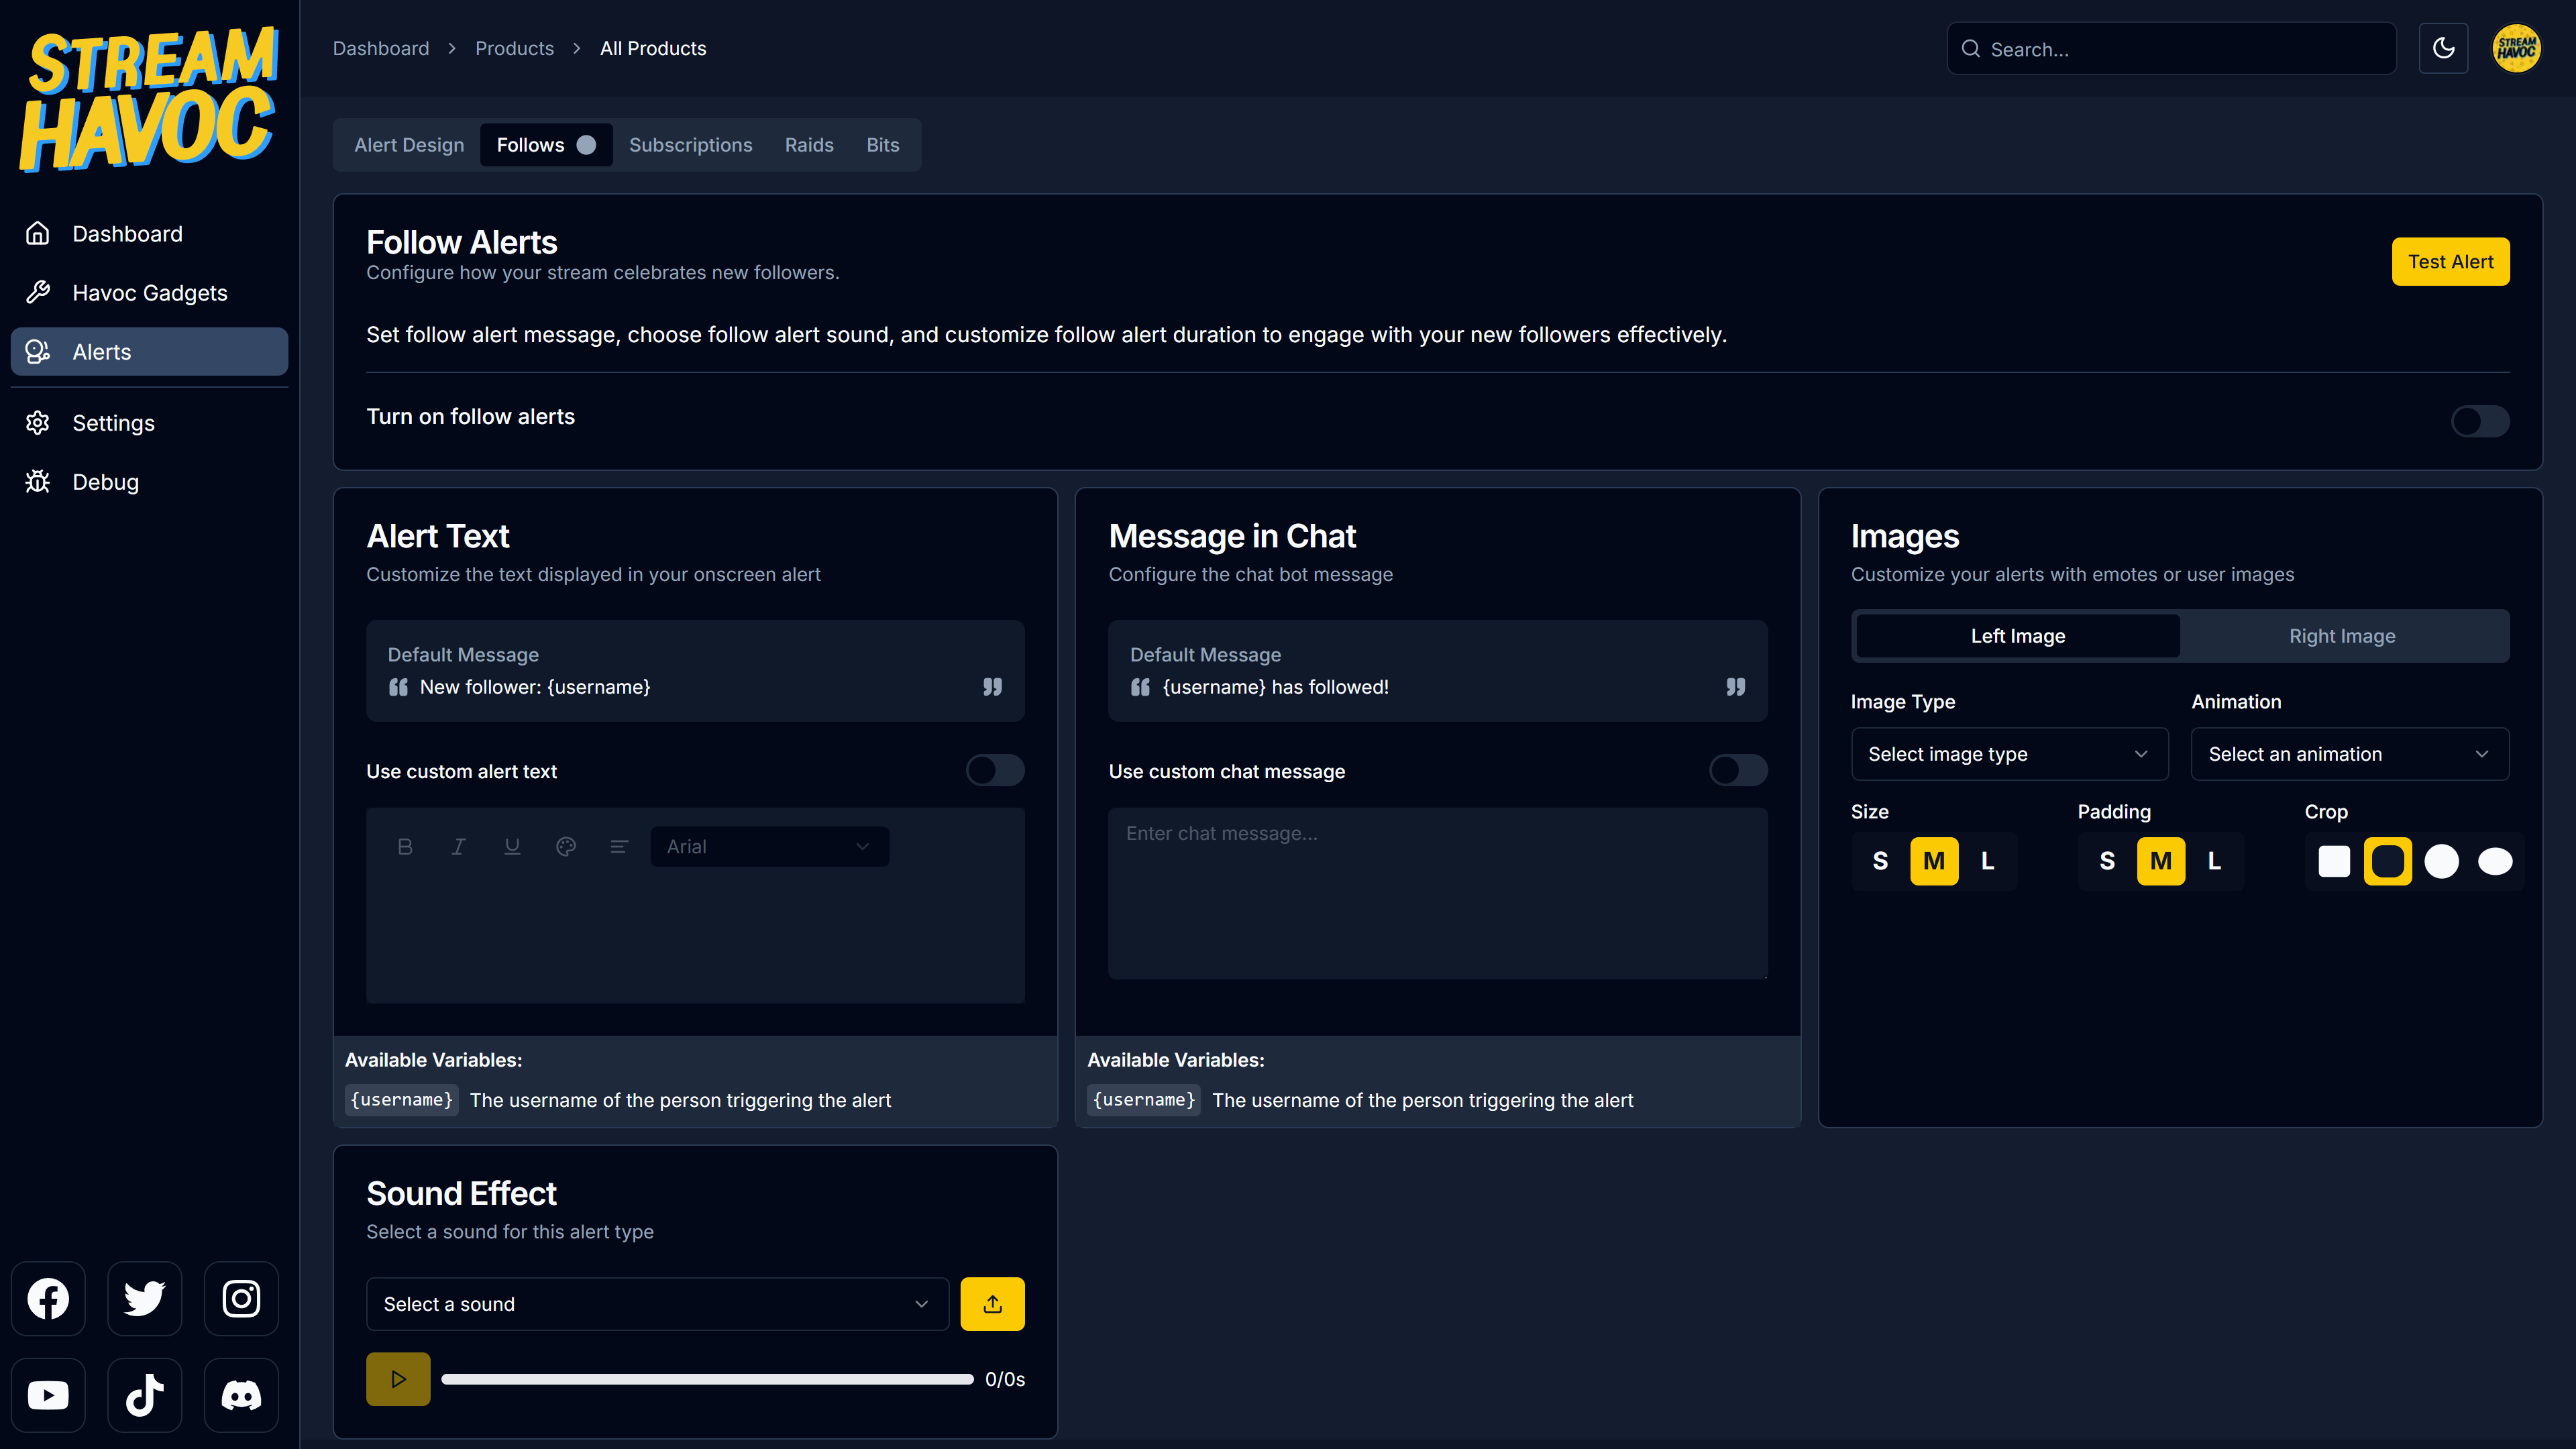 STREAM
HAVOC
Dashboard
Havoc Gadgets
Alerts
Settings
Debug
Dashboard > Products > All Products
Search...
STREAM
HAVOC
Alert Design Follows Subscriptions Raids Bits
Follow Alerts
Configure how your stream celebrates new followers.
Test Alert
Set follow alert message, choose follow alert sound, and customize follow alert duration to engage with your new followers effectively.
Turn on follow alerts
Alert Text
Customize the text displayed in your onscreen alert
Default Message
New follower: {username}
Use custom alert text
B I U Arial
Available Variables:
{username} The username of the person triggering the alert
Message in Chat
Configure the chat bot message
Default Message
{username} has followed!
Use custom chat message
Enter chat message...
Available Variables:
{username} The username of the person triggering the alert
Images
Customize your alerts with emotes or user images
Left Image Right Image
Image Type Animation
Select image type Select an animation
Size Padding Crop
S M L S M L
Sound Effect
Select a sound for this alert type
Select a sound
0/0s